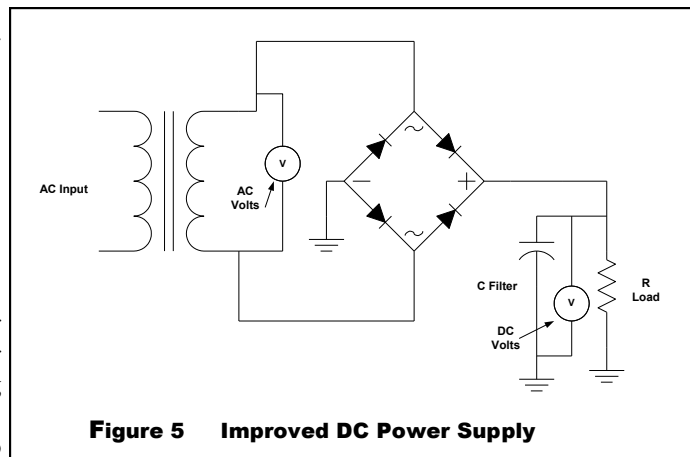 AC Input
V
AC
Volts
~
− +
~
C Filter
V
R
Load
DC
Volts
Figure 5 Improved DC Power Supply